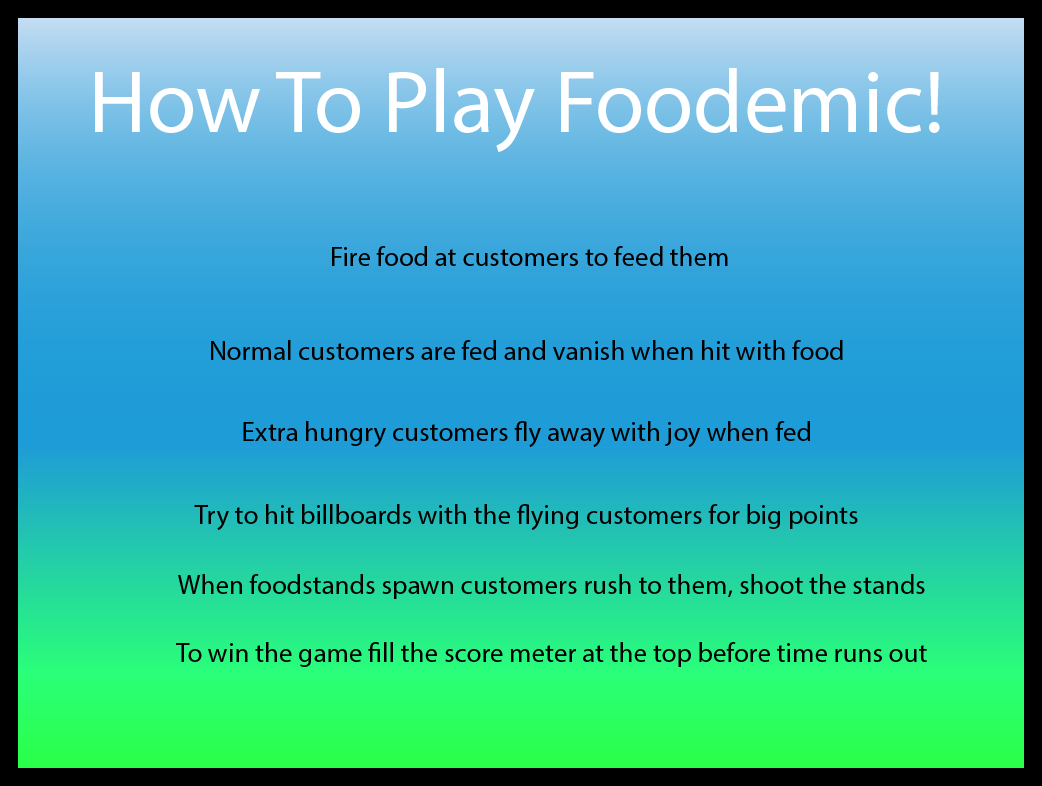 How To Play Foodemic!
Fire food at customers to feed them
Normal customers are fed and vanish when hit with food
Extra hungry customers fly away with joy when fed
Try to hit billboards with the flying customers for big points
When foodstands spawn customers rush to them, shoot the stands
To win the game fill the score meter at the top before time runs out